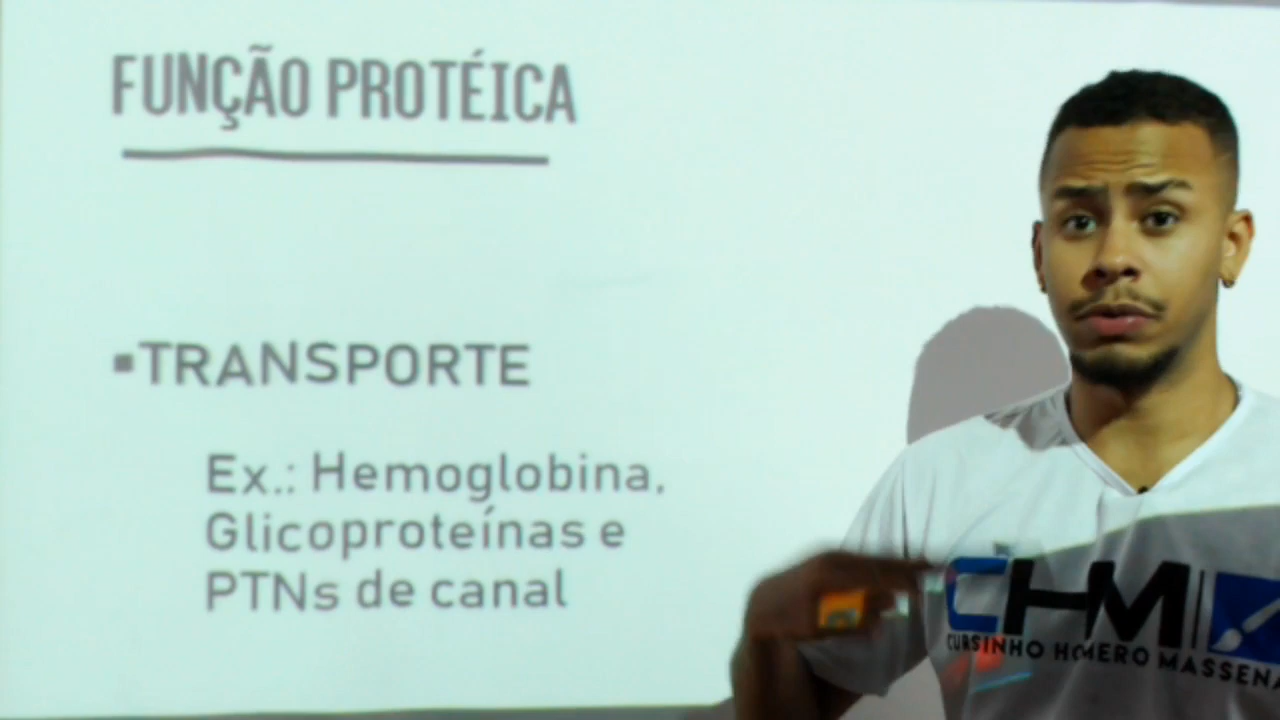 FUNÇÃO PROTÉICA
▪TRANSPORTE
Ex.: Hemoglobina,
Glicoproteínas e
PTNs de canal
CHM
CURSINHO HOMERO MASSENA